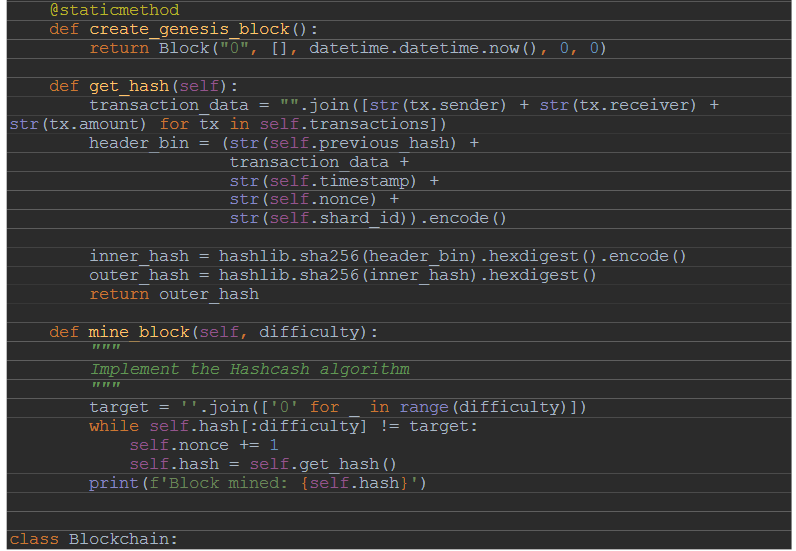 @staticmethod
def create_genesis_block():
return Block("0", [], datetime.datetime.now(), 0, 0)
def get_hash(self):
transaction_data = "".join([str(tx.sender) + str(tx.receiver) +
str(tx.amount) for tx in self.transactions])
header_bin = (str(self.previous_hash) +
transaction_data +
str(self.timestamp) +
str(self.nonce) +
str(self.shard_id)).encode()
inner_hash = hashlib.sha256(header_bin).hexdigest().encode()
outer_hash = hashlib.sha256(inner_hash).hexdigest()
return outer_hash
def mine_block(self, difficulty):
"""
Implement the Hashcash algorithm
"""
target = ''.join(['0' for _ in range(difficulty)])
while self.hash[:difficulty] != target:
self.nonce += 1
self.hash = self.get_hash()
print(f'Block mined: {self.hash}')
class Blockchain: